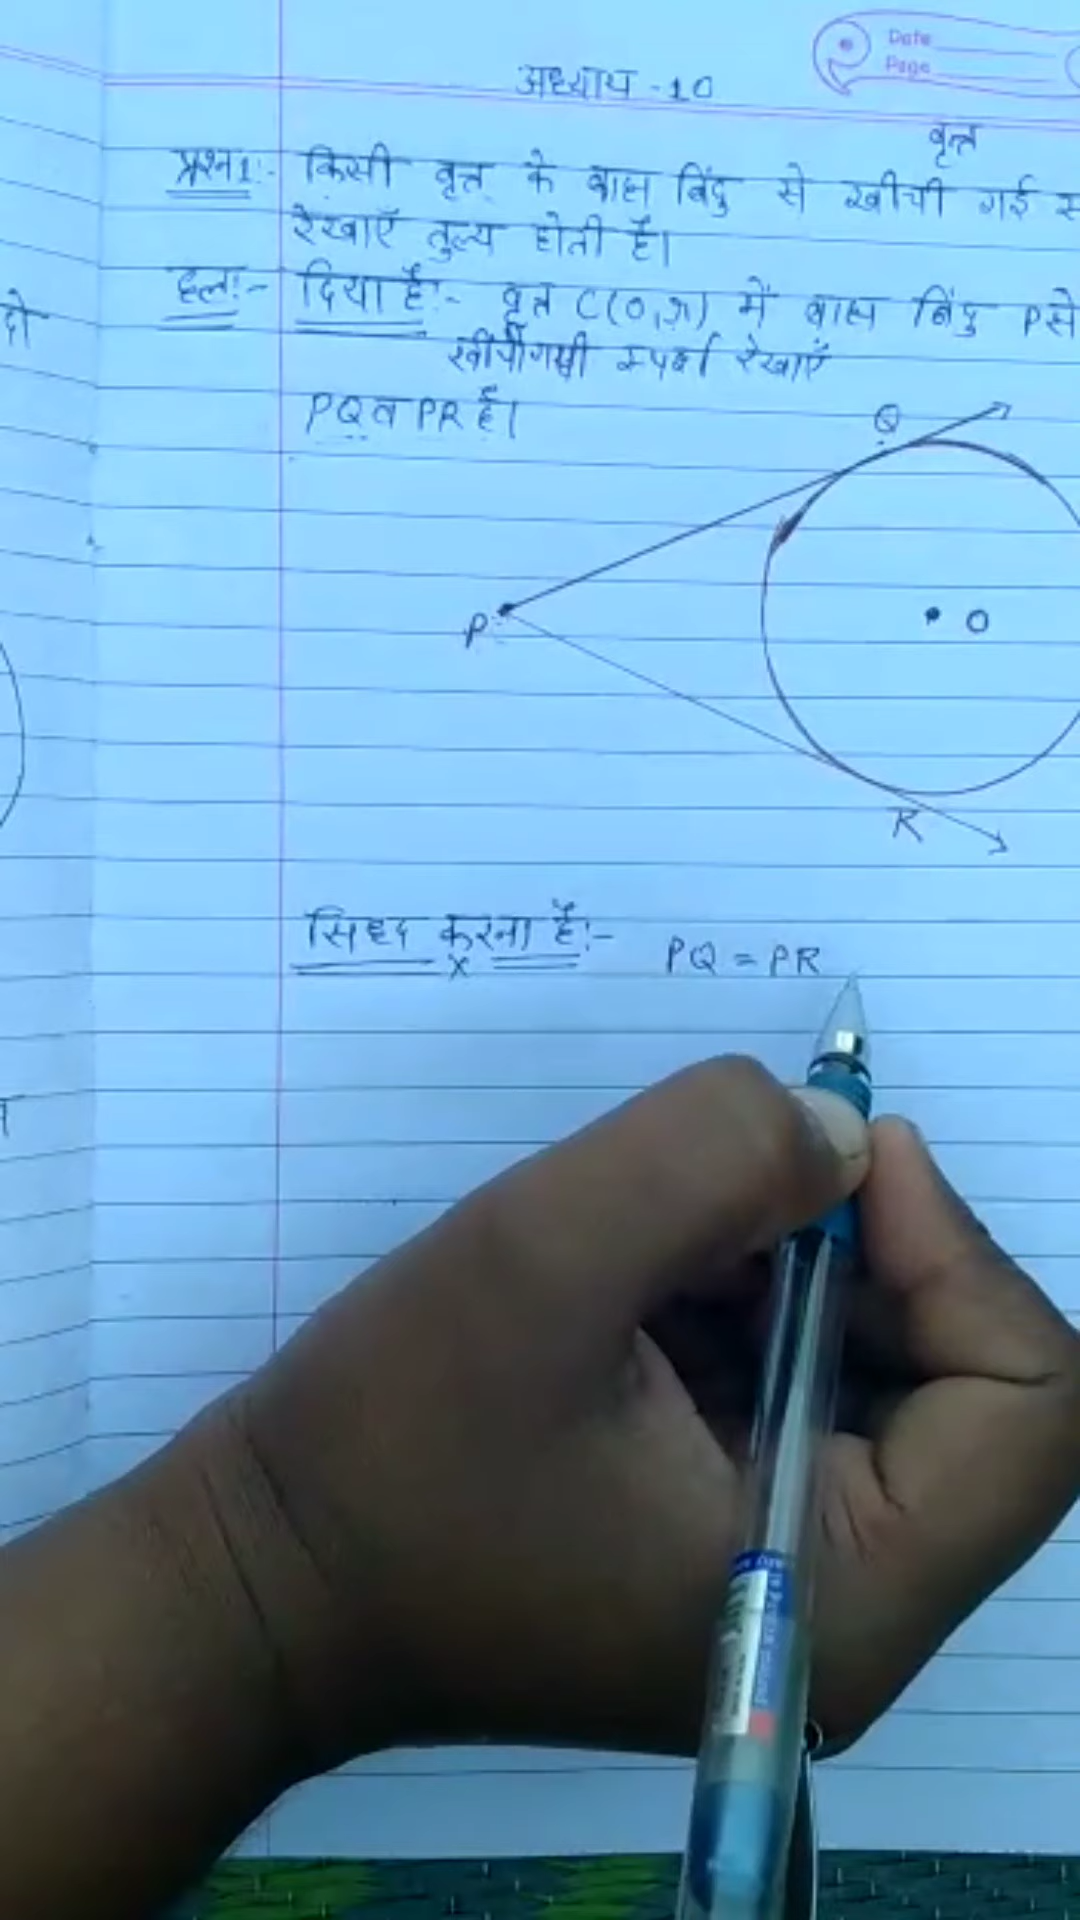 Date
Page
अध्याय - 10
वृत्त
प्रश्न1:- किसी वृत्त के बाह्य बिंदु से खींची गई
रेखाएँ तुल्य होती है।
हल:- दिया है:- वृत्त C(O,r) में बाह्य बिंदु P से
खींचीगयी स्पर्श रेखाएँ
PQ व PR है।
Q
P
O
R
सिद्ध करना है:- PQ = PR
दो